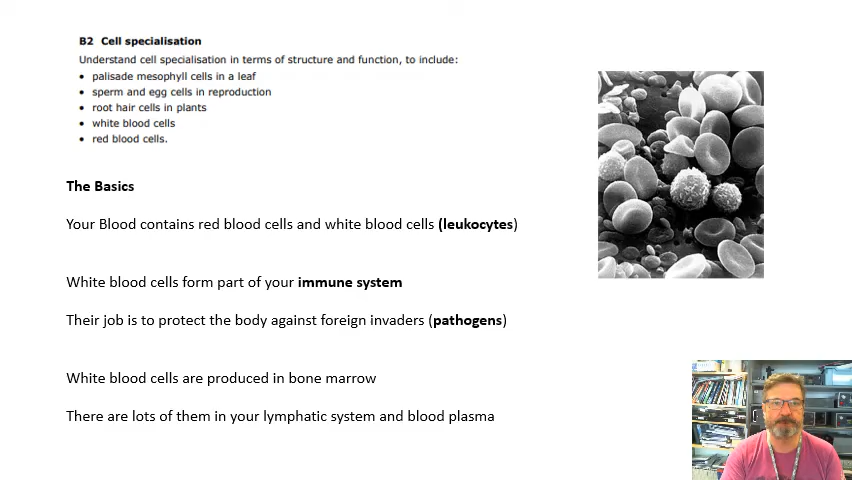 B2 Cell specialisation
Understand cell specialisation in terms of structure and function, to include:
• palisade mesophyll cells in a leaf
• sperm and egg cells in reproduction
• root hair cells in plants
• white blood cells
• red blood cells.
The Basics
Your Blood contains red blood cells and white blood cells (leukocytes)
White blood cells form part of your immune system
Their job is to protect the body against foreign invaders (pathogens)
White blood cells are produced in bone marrow
There are lots of them in your lymphatic system and blood plasma